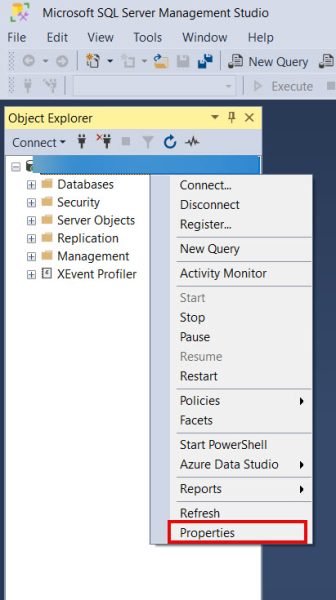 Microsoft SQL Server Management Studio
File Edit View Tools Window Help
New Query
Execute
Object Explorer
Connect
Databases
Security
Server Objects
Replication
Management
XEvent Profiler
Connect...
Disconnect
Register...
New Query
Activity Monitor
Start
Stop
Pause
Resume
Restart
Policies
Facets
Start PowerShell
Azure Data Studio
Reports
Refresh
Properties